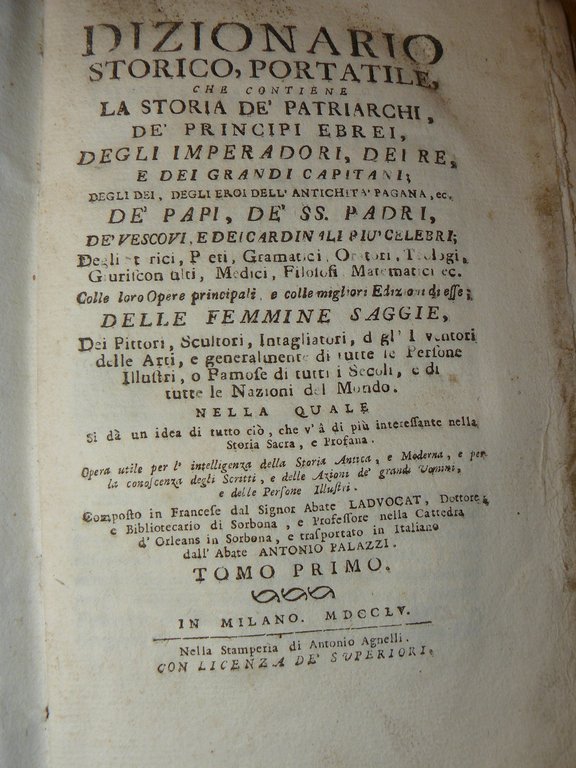 DIZIONARIO
STORICO, PORTATILE,
CHE CONTIENE
LA STORIA DE' PATRIARCHI,
DE' PRINCIPI EBREI,
DEGLI IMPERADORI, DEI RE,
E DEI GRANDI CAPITANI;
DEGLI DEI, DEGLI EROI DELL' ANTICHITA' PAGANA, ec.
DE' PAPI, DE' SS. PADRI,
DE' VESCOVI, E DEI CARDINALI PIU' CELEBRI;
Degli Poeti, Gramatici, Oratori, Teologi,
Giurisconsulti, Medici, Filosofi Matematici ec.
Colle loro Opere principali, e colle migliori Edizioni di esse;
DELLE FEMMINE SAGGIE,
Dei Pittori, Scultori, Intagliatori, degl' Inventori
delle Arti, e generalmente di tutte le Persone
Illustri, o Famose di tutti i Secoli, e di
tutte le Nazioni del Mondo.
NELLA QUALE
Si dà un idea di tutto ciò, che v' à di più interessante nella
Storia Sacra, e Profana.
Opera utile per l' intelligenza della Storia Antica, e Moderna, e per
la conoscenza degli Scritti, e delle Azioni de' grandi Uomini,
e delle Persone Illustri.
Composto in Francese dal Signor Abate LADVOCAT, Dottore,
e Bibliotecario di Sorbona, e Professore nella Cattedra
d' Orleans in Sorbona, e trasportato in Italiano
dall' Abate ANTONIO PALAZZI.
TOMO PRIMO.
IN MILANO. MDCCLV.
Nella Stamperia di Antonio Agnelli.
CON LICENZA DE' SUPERIORI.